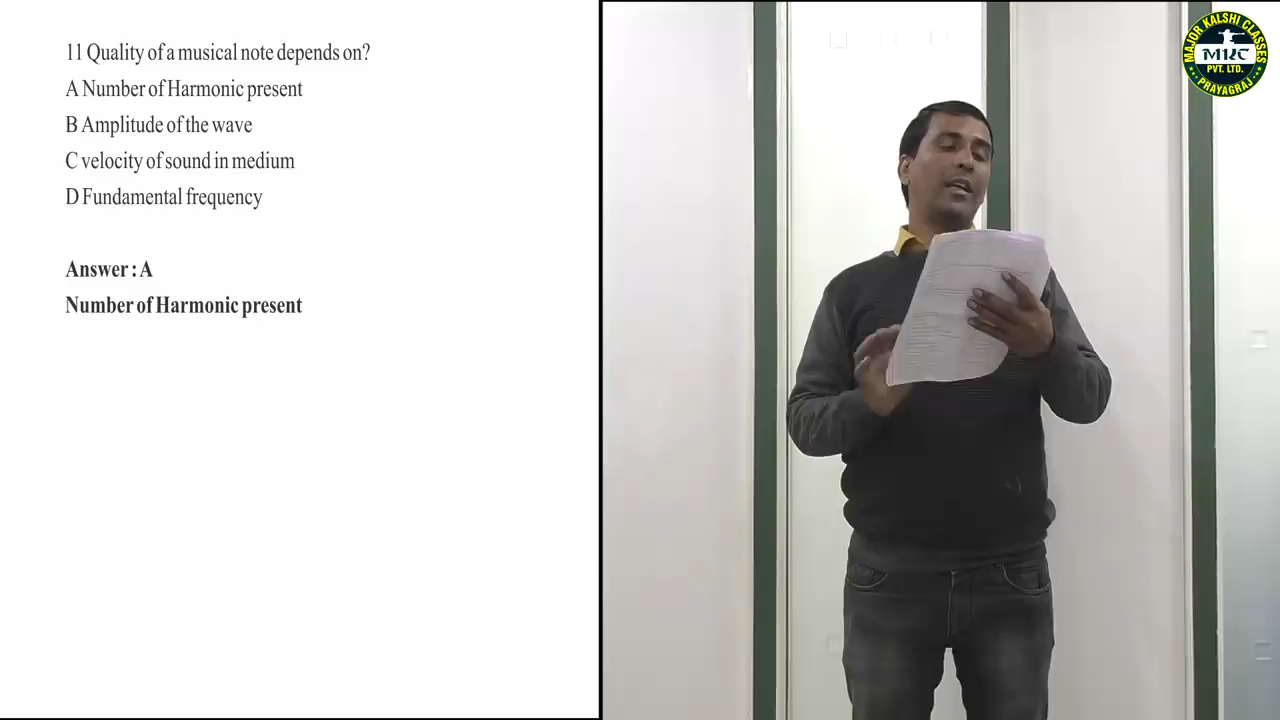 11 Quality of a musical note depends on?
A Number of Harmonic present
B Amplitude of the wave
C velocity of sound in medium
D Fundamental frequency
Answer : A
Number of Harmonic present
MAJOR KALSHI CLASSES
MKC
PVT. LTD.
PRAYAGRAJ